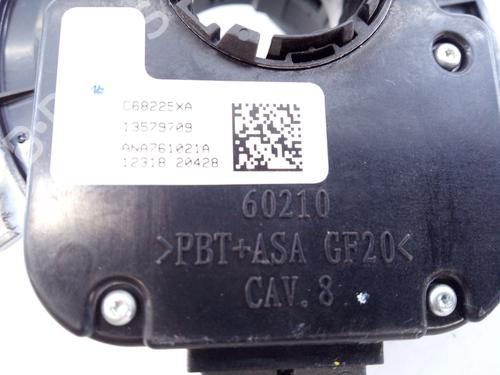 C68225XA
13579709
ANA761021A
12318 20428
60210
>PBT+ASA GF20<
CAV.8